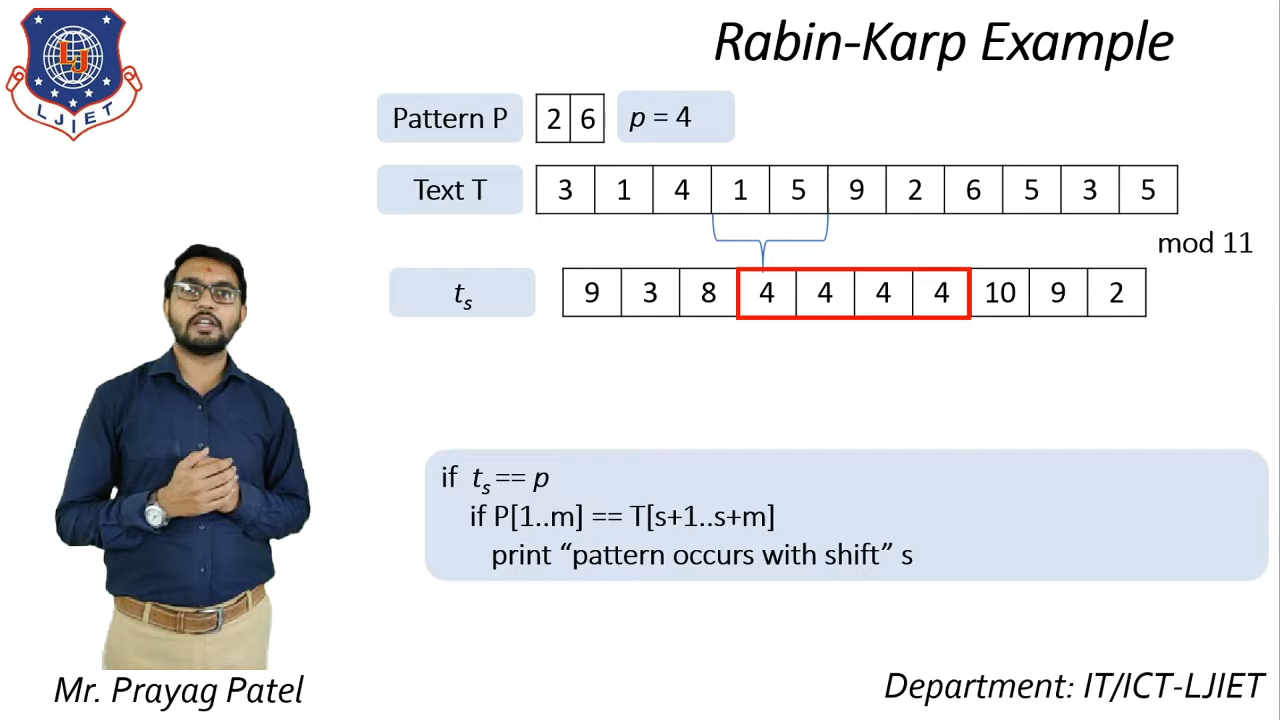 LJ
LJIET
Rabin-Karp Example
Pattern P 2 6 p = 4
Text T 3 1 4 1 5 9 2 6 5 3 5
mod 11
ts 9 3 8 4 4 4 4 10 9 2
if ts == p
if P[1..m] == T[s+1..s+m]
print “pattern occurs with shift” s
Mr. Prayag Patel
Department: IT/ICT-LJIET